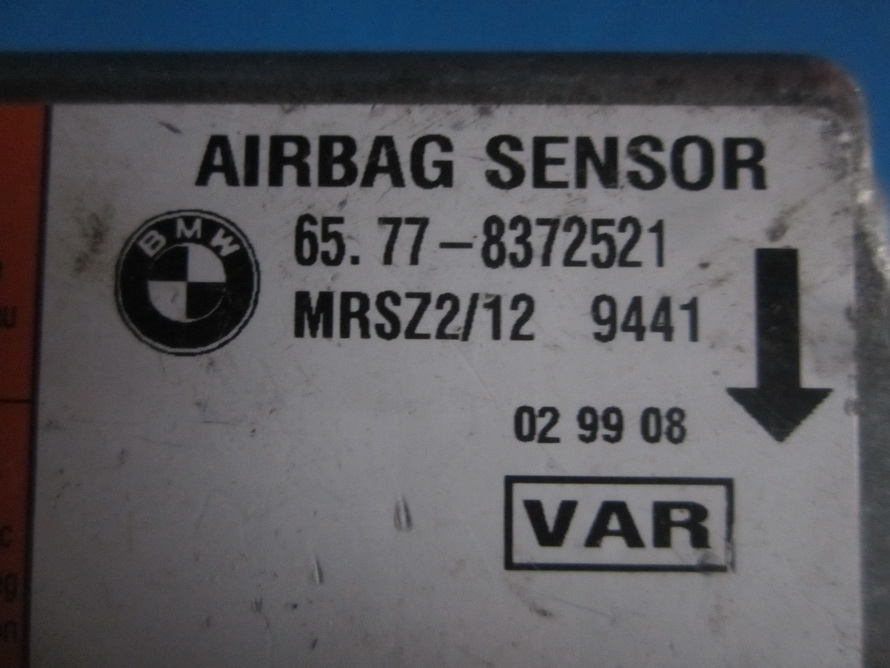 AIRBAG SENSOR
BMW
65. 77-8372521
MRSZ2/12 9441
02 99 08
VAR